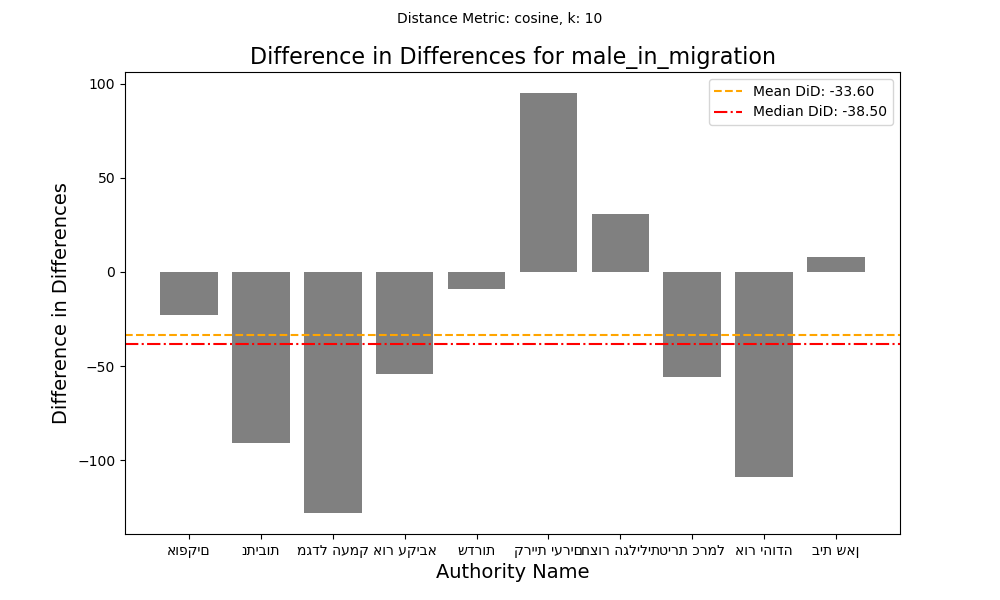 Distance Metric: cosine, k: 10
Difference in Differences for male_in_migration
Mean DiD: -33.60
Median DiD: -38.50
Difference in Differences
100
50
0
−50
−100
אופקים
נתיבות
מגדל העמק
אור עקיבא
שדרות
קריית יערים
חצור הגלילית
טירת כרמל
אור יהודה
בית שאן
Authority Name